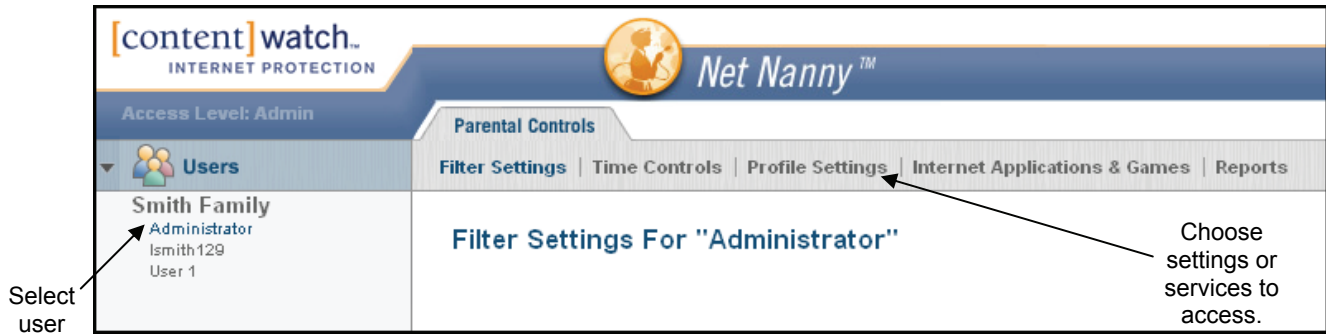 [content]watch™
INTERNET PROTECTION
Net Nanny™
Access Level: Admin
Parental Controls
Users
Filter Settings | Time Controls | Profile Settings | Internet Applications & Games | Reports
Smith Family
Administrator
lsmith129
User 1
Filter Settings For "Administrator"
Select
user
Choose
settings or
services to
access.